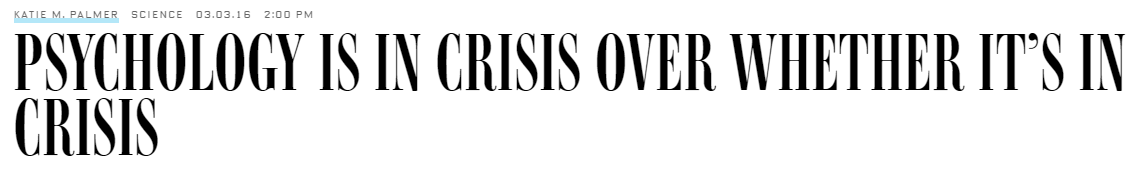 KATIE M. PALMER SCIENCE 03.03.16 2:00 PM
PSYCHOLOGY IS IN CRISIS OVER WHETHER IT'S IN
CRISIS